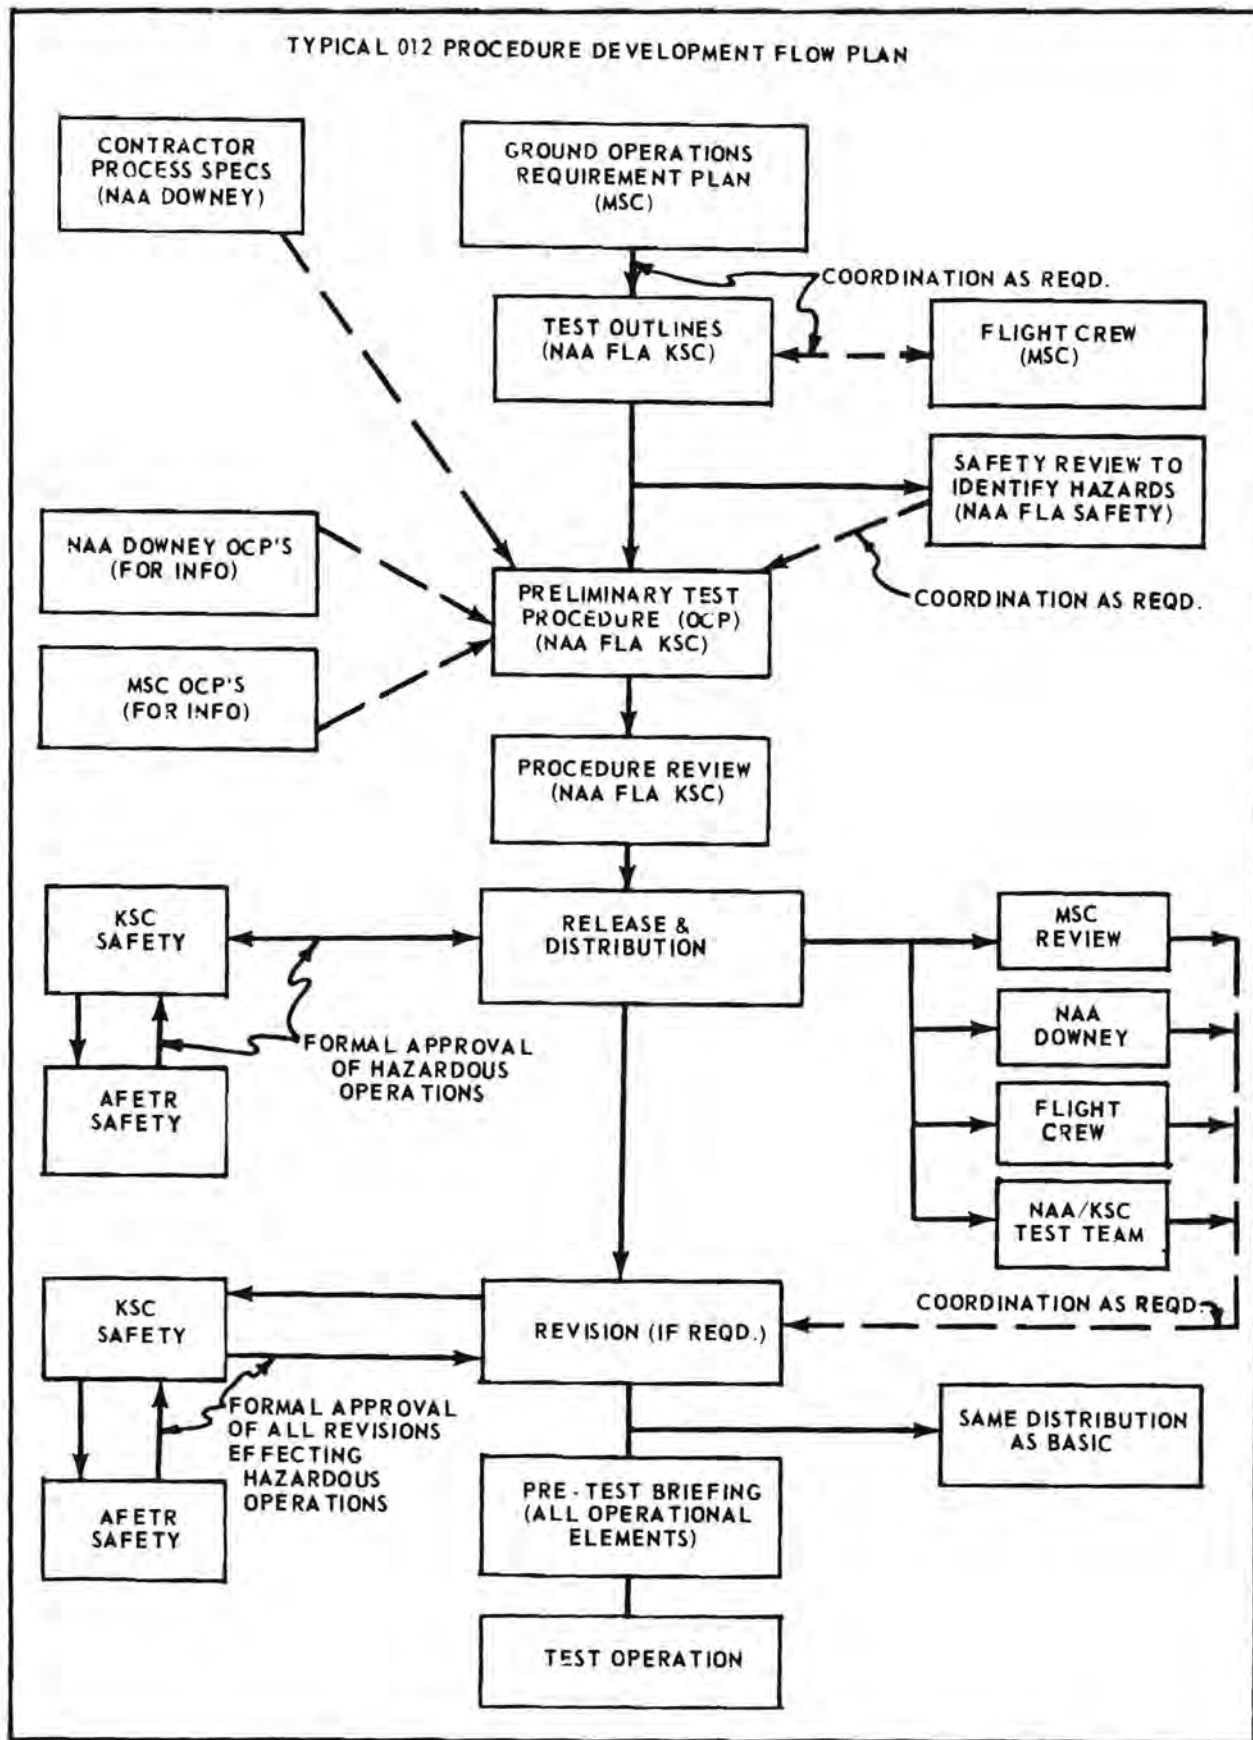 TYPICAL 012 PROCEDURE DEVELOPMENT FLOW PLAN
CONTRACTOR
PROCESS SPECS
(NAA DOWNEY)
GROUND OPERATIONS
REQUIREMENT PLAN
(MSC)
COORDINATION AS REQD.
TEST OUTLINES
(NAA FLA KSC)
FLIGHT CREW
(MSC)
SAFETY REVIEW TO
IDENTIFY HAZARDS
(NAA FLA SAFETY)
NAA DOWNEY OCP'S
(FOR INFO)
PRELIMINARY TEST
PROCEDURE (OCP)
(NAA FLA KSC)
COORDINATION AS REQD.
MSC OCP'S
(FOR INFO)
PROCEDURE REVIEW
(NAA FLA KSC)
KSC
SAFETY
RELEASE &
DISTRIBUTION
MSC
REVIEW
NAA
DOWNEY
FORMAL APPROVAL
OF HAZARDOUS
OPERATIONS
AFETR
SAFETY
FLIGHT
CREW
NAA/KSC
TEST TEAM
KSC
SAFETY
REVISION (IF REQD.)
COORDINATION AS REQD.
FORMAL APPROVAL
OF ALL REVISIONS
EFFECTING
HAZARDOUS
OPERATIONS
SAME DISTRIBUTION
AS BASIC
AFETR
SAFETY
PRE-TEST BRIEFING
(ALL OPERATIONAL
ELEMENTS)
TEST OPERATION